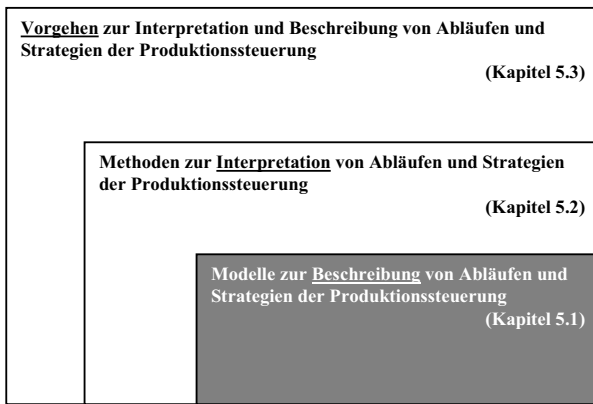 Vorgehen zur Interpretation und Beschreibung von Abläufen und
Strategien der Produktionssteuerung
(Kapitel 5.3)
Methoden zur Interpretation von Abläufen und Strategien
der Produktionssteuerung
(Kapitel 5.2)
Modelle zur Beschreibung von Abläufen und
Strategien der Produktionssteuerung
(Kapitel 5.1)